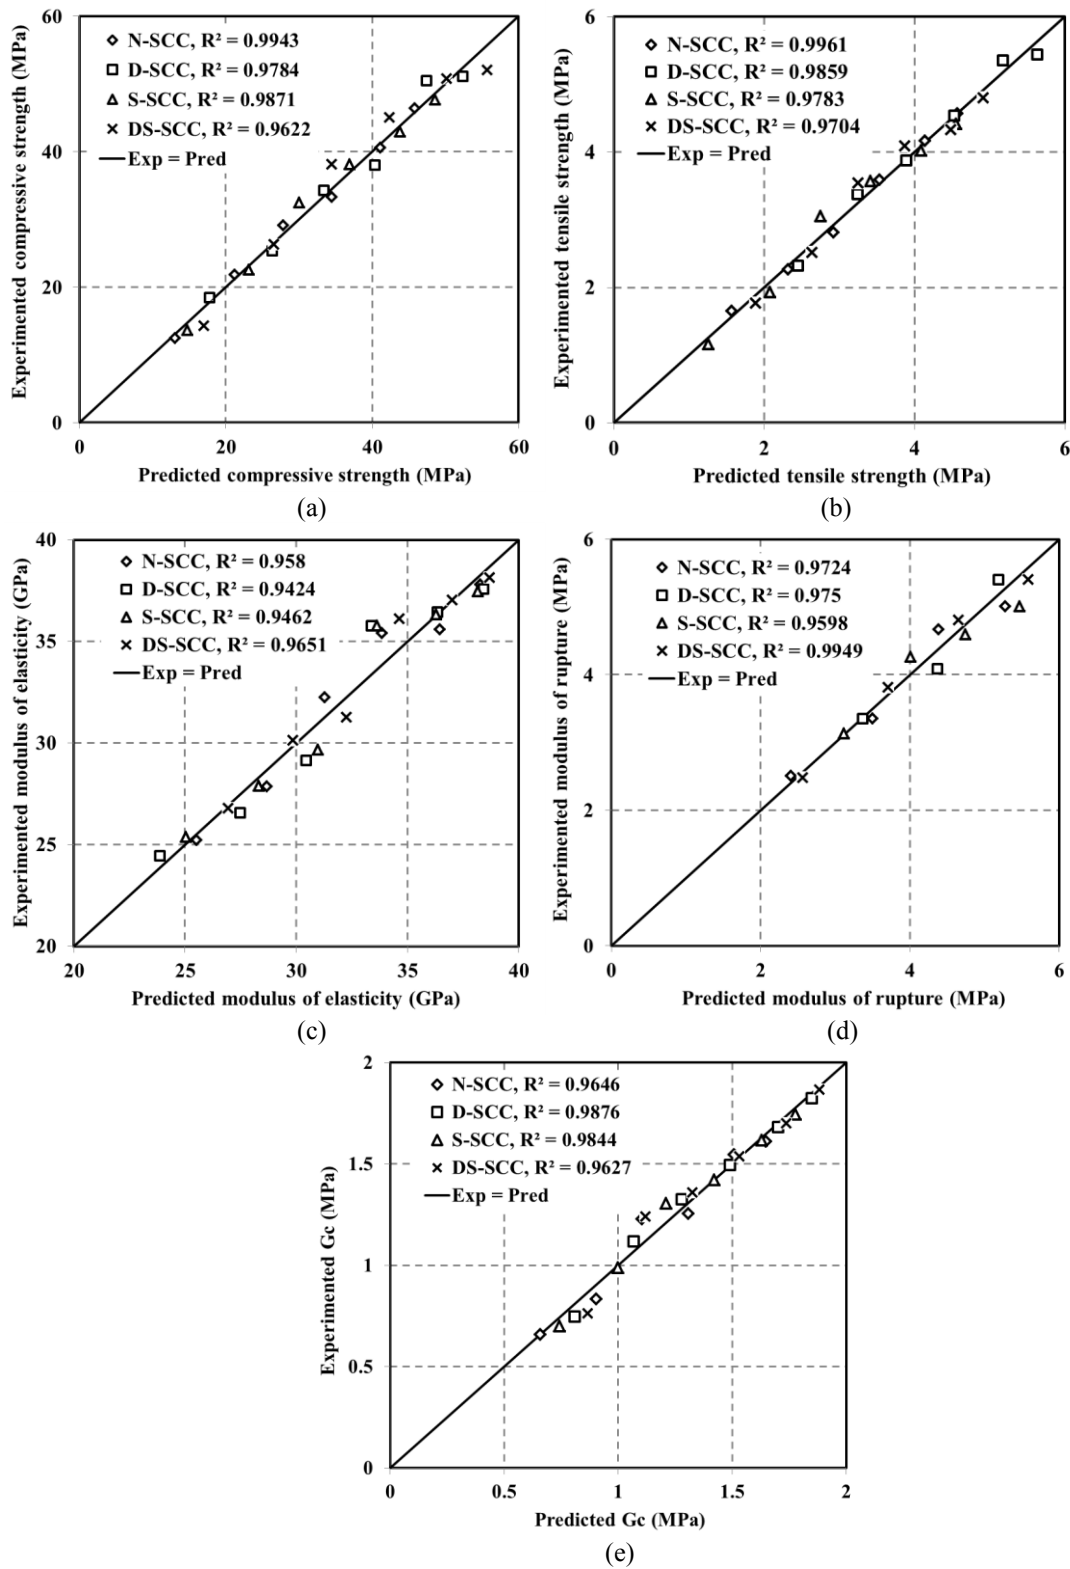 Experimented compressive strength (MPa)
60
40
20
0
N-SCC, R² = 0.9943
D-SCC, R² = 0.9784
S-SCC, R² = 0.9871
DS-SCC, R² = 0.9622
Exp = Pred
0 20 40 60
Predicted compressive strength (MPa)
(a)
Experimented tensile strength (MPa)
6
4
2
0
N-SCC, R² = 0.9961
D-SCC, R² = 0.9859
S-SCC, R² = 0.9783
DS-SCC, R² = 0.9704
Exp = Pred
0 2 4 6
Predicted tensile strength (MPa)
(b)
Experimented modulus of elasticity (GPa)
40
35
30
25
20
N-SCC, R² = 0.958
D-SCC, R² = 0.9424
S-SCC, R² = 0.9462
DS-SCC, R² = 0.9651
Exp = Pred
20 25 30 35 40
Predicted modulus of elasticity (GPa)
(c)
Experimented modulus of rupture (MPa)
6
4
2
0
N-SCC, R² = 0.9724
D-SCC, R² = 0.975
S-SCC, R² = 0.9598
DS-SCC, R² = 0.9949
Exp = Pred
0 2 4 6
Predicted modulus of rupture (MPa)
(d)
Experimented Gc (MPa)
2
1.5
1
0.5
0
N-SCC, R² = 0.9646
D-SCC, R² = 0.9876
S-SCC, R² = 0.9844
DS-SCC, R² = 0.9627
Exp = Pred
0 0.5 1 1.5 2
Predicted Gc (MPa)
(e)